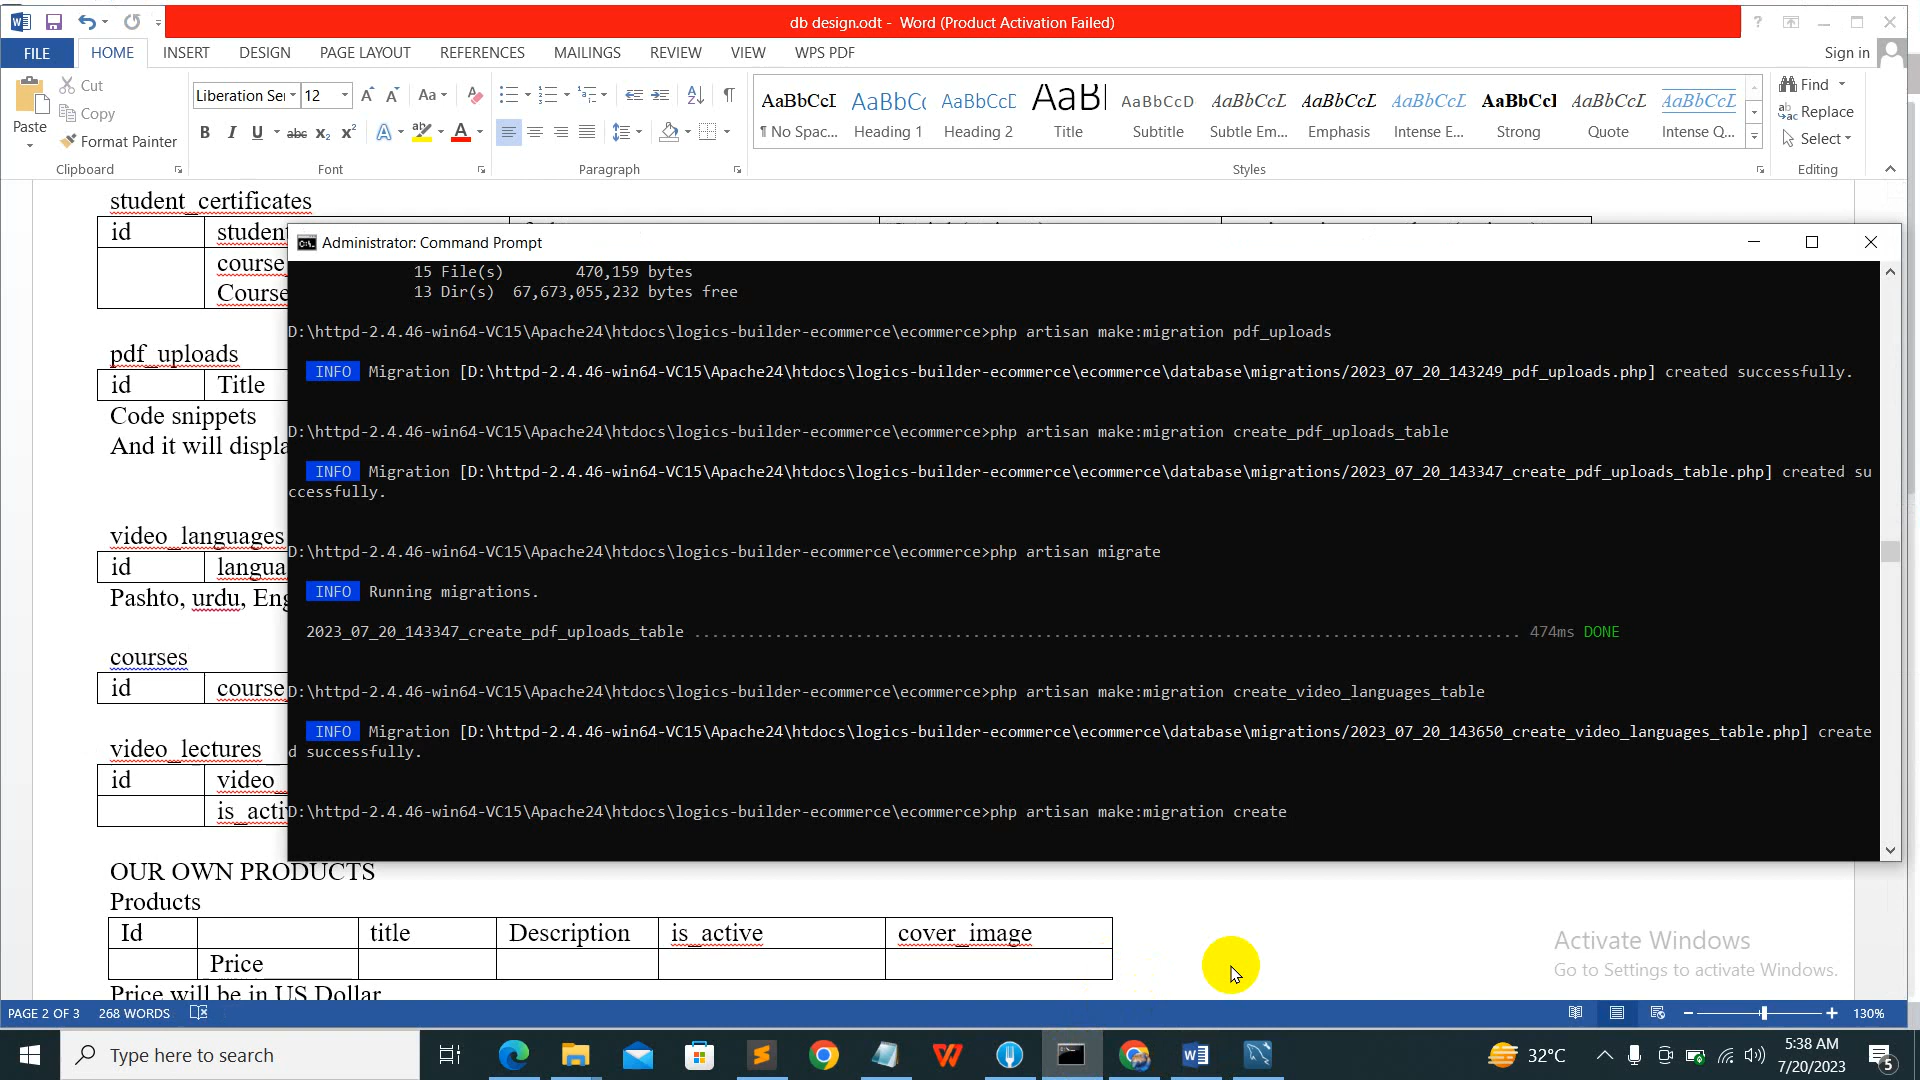 db design.odt - Word (Product Activation Failed)
FILE HOME INSERT DESIGN PAGE LAYOUT REFERENCES MAILINGS REVIEW VIEW WPS PDF Sign in
Paste Cut Copy Format Painter
Liberation Ser 12
AaBbCcI AaBbC AaBbCcD AaB AaBbCcD AaBbCcL AaBbCcL AaBbCcL AaBbCcI AaBbCcL AaBbCcL
¶ No Spac... Heading 1 Heading 2 Title Subtitle Subtle Em... Emphasis Intense E... Strong Quote Intense Q...
Find
Replace
Select
Clipboard Font Paragraph Styles Editing
student_certificates
id
course
Course
pdf_uploads
id Title
Code snippets
And it will displa
video_languages
id langua
Pashto, urdu, Eng
courses
id course
video_lectures
id video_
is_acti
OUR OWN PRODUCTS
Products
Id title Description is_active cover_image
Price
Price will be in US Dollar
Administrator: Command Prompt
15 File(s) 470,159 bytes
13 Dir(s) 67,673,055,232 bytes free
D:\httpd-2.4.46-win64-VC15\Apache24\htdocs\logics-builder-ecommerce\ecommerce>php artisan make:migration pdf_uploads
INFO Migration [D:\httpd-2.4.46-win64-VC15\Apache24\htdocs\logics-builder-ecommerce\ecommerce\database\migrations/2023_07_20_143249_pdf_uploads.php] created successfully.
D:\httpd-2.4.46-win64-VC15\Apache24\htdocs\logics-builder-ecommerce\ecommerce>php artisan make:migration create_pdf_uploads_table
INFO Migration [D:\httpd-2.4.46-win64-VC15\Apache24\htdocs\logics-builder-ecommerce\ecommerce\database\migrations/2023_07_20_143347_create_pdf_uploads_table.php] created su
ccessfully.
D:\httpd-2.4.46-win64-VC15\Apache24\htdocs\logics-builder-ecommerce\ecommerce>php artisan migrate
INFO Running migrations.
2023_07_20_143347_create_pdf_uploads_table ........................................................................................... 474ms DONE
D:\httpd-2.4.46-win64-VC15\Apache24\htdocs\logics-builder-ecommerce\ecommerce>php artisan make:migration create_video_languages_table
INFO Migration [D:\httpd-2.4.46-win64-VC15\Apache24\htdocs\logics-builder-ecommerce\ecommerce\database\migrations/2023_07_20_143650_create_video_languages_table.php] create
d successfully.
D:\httpd-2.4.46-win64-VC15\Apache24\htdocs\logics-builder-ecommerce\ecommerce>php artisan make:migration create
Activate Windows
Go to Settings to activate Windows.
PAGE 2 OF 3 268 WORDS 130%
Type here to search
32°C
5:38 AM
7/20/2023
5